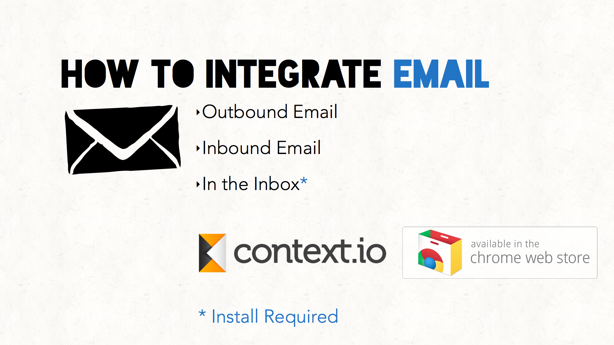 HOW TO INTEGRATE EMAIL
‣Outbound Email
‣Inbound Email
‣In the Inbox*
context.io
available in the
chrome web store
* Install Required